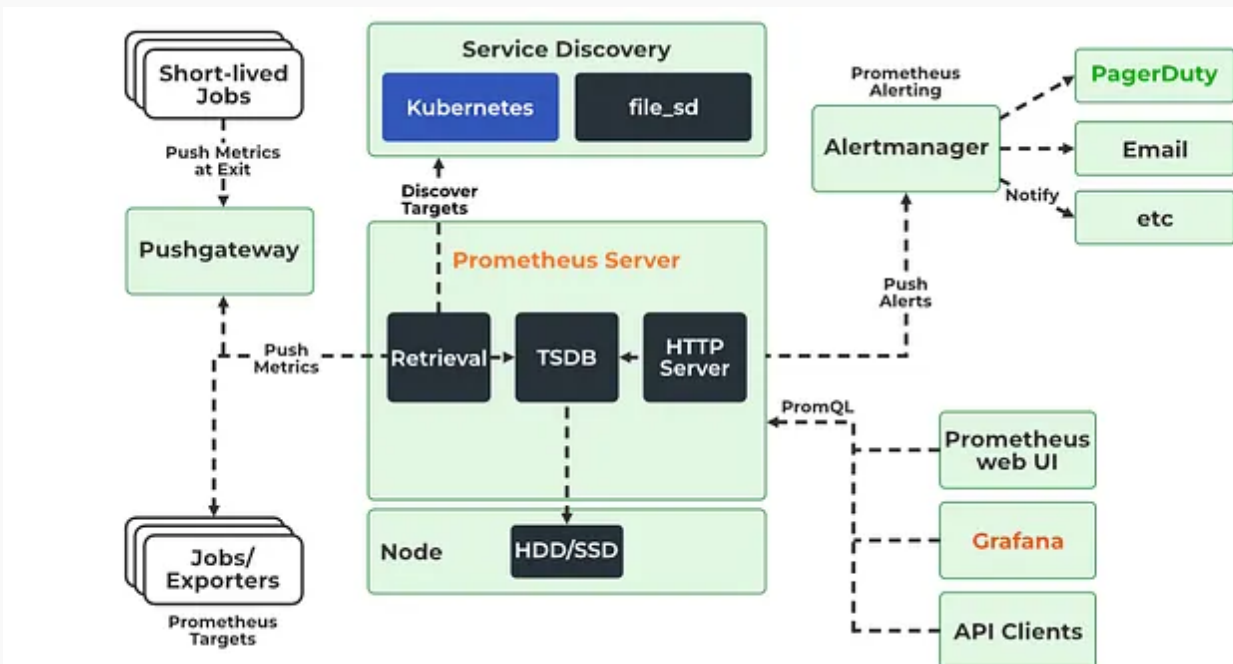 Short-lived
Jobs
Push Metrics
at Exit
Pushgateway
Push
Metrics
Jobs/
Exporters
Prometheus
Targets
Service Discovery
Kubernetes
file_sd
Discover
Targets
Prometheus Server
Retrieval
TSDB
HTTP
Server
Node
HDD/SSD
Prometheus
Alerting
Alertmanager
PagerDuty
Email
Notify
etc
Push
Alerts
PromQL
Prometheus
web UI
Grafana
API Clients